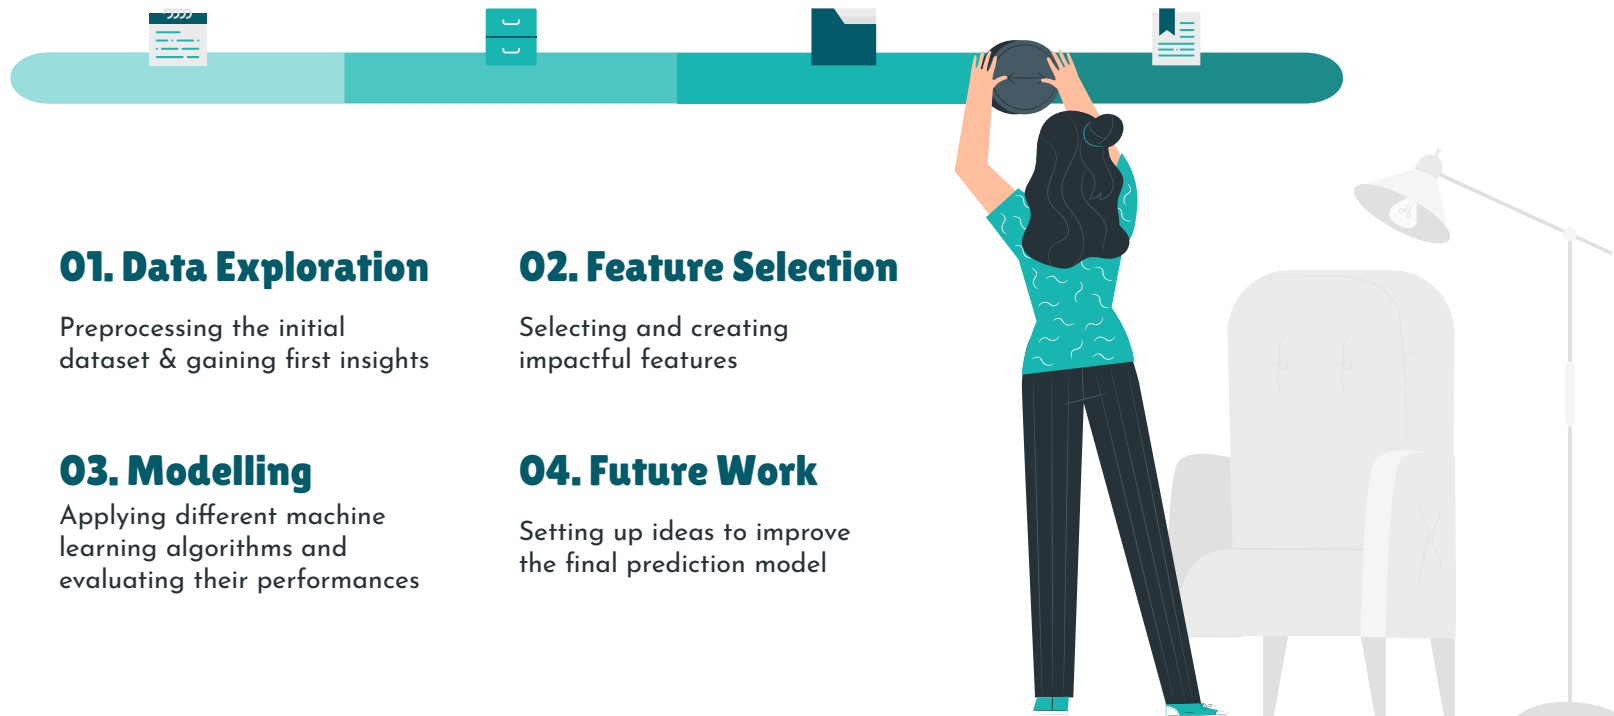 01. Data Exploration
Preprocessing the initial
dataset & gaining first insights
02. Feature Selection
Selecting and creating
impactful features
03. Modelling
Applying different machine
learning algorithms and
evaluating their performances
04. Future Work
Setting up ideas to improve
the final prediction model